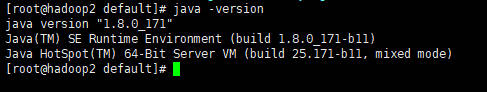 [root@hadoop2 default]# java -version
java version "1.8.0_171"
Java(TM) SE Runtime Environment (build 1.8.0_171-b11)
Java HotSpot(TM) 64-Bit Server VM (build 25.171-b11, mixed mode)
[root@hadoop2 default]#